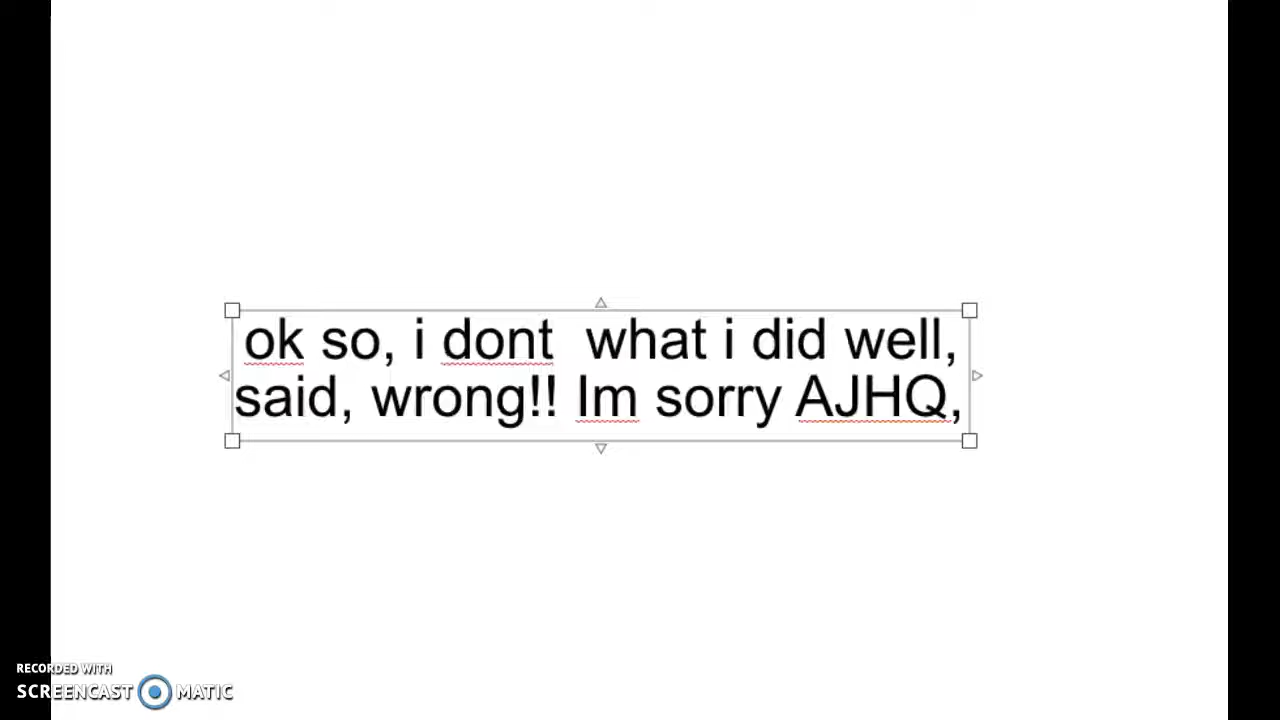 ok so, i dont  what i did well,
said, wrong!! Im sorry AJHQ,
RECORDED WITH
SCREENCAST MATIC